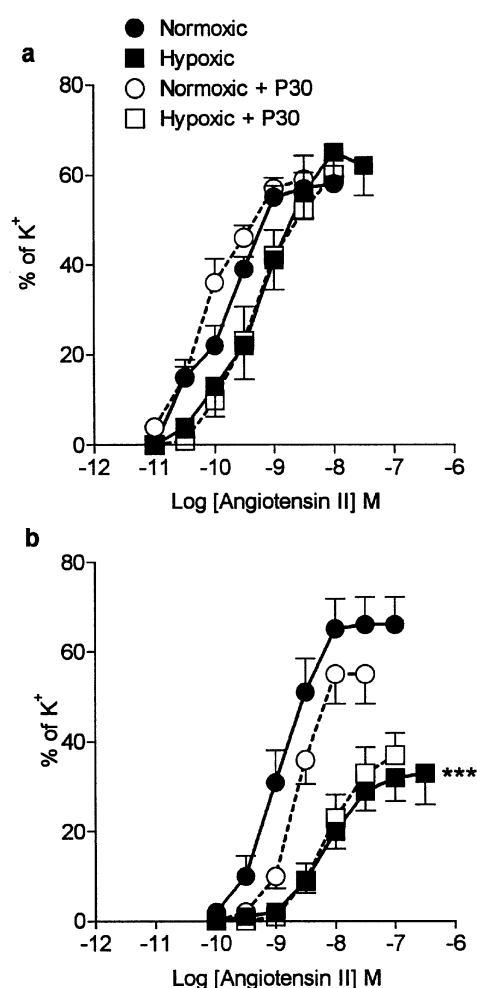 a
Normoxic
Hypoxic
Normoxic + P30
Hypoxic + P30
80
60
40
20
0
% of K⁺
-12 -11 -10 -9 -8 -7 -6
Log [Angiotensin II] M
b
80
60
40
20
0
% of K⁺
***
-12 -11 -10 -9 -8 -7 -6
Log [Angiotensin II] M